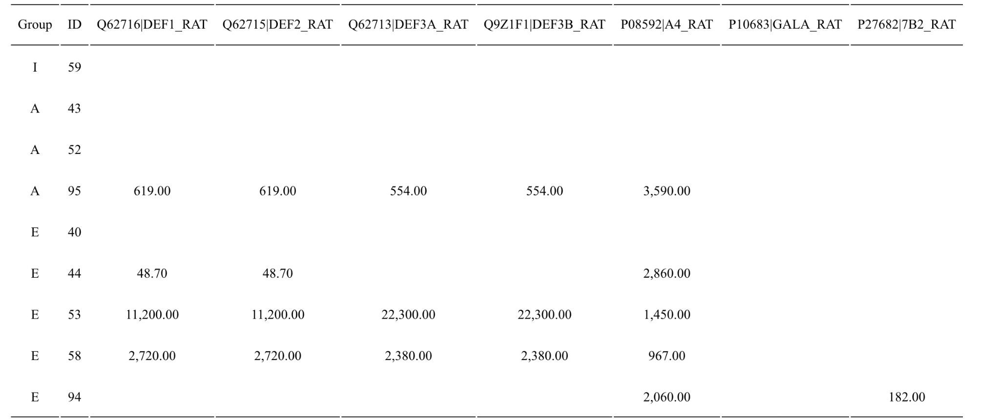 Group ID Q62716|DEF1_RAT Q62715|DEF2_RAT Q62713|DEF3A_RAT Q9Z1F1|DEF3B_RAT P08592|A4_RAT P10683|GALA_RAT P27682|7B2_RAT
I 59
A 43
A 52
A 95 619.00 619.00 554.00 554.00 3,590.00
E 40
E 44 48.70 48.70 2,860.00
E 53 11,200.00 11,200.00 22,300.00 22,300.00 1,450.00
E 58 2,720.00 2,720.00 2,380.00 2,380.00 967.00
E 94 2,060.00 182.00